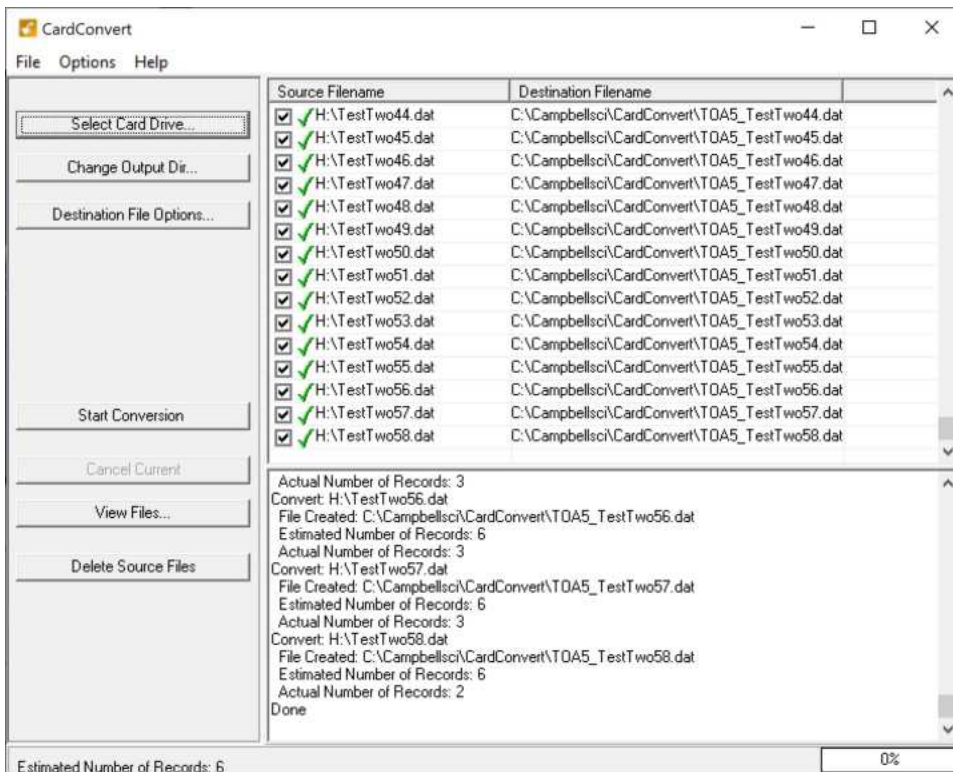 CardConvert
File Options Help
Select Card Drive...
Change Output Dir...
Destination File Options...
Start Conversion
Cancel Current
View Files...
Delete Source Files
Source Filename Destination Filename
H:\TestTwo44.dat C:\Campbellsci\CardConvert\TOA5_TestTwo44.dat
H:\TestTwo45.dat C:\Campbellsci\CardConvert\TOA5_TestTwo45.dat
H:\TestTwo46.dat C:\Campbellsci\CardConvert\TOA5_TestTwo46.dat
H:\TestTwo47.dat C:\Campbellsci\CardConvert\TOA5_TestTwo47.dat
H:\TestTwo48.dat C:\Campbellsci\CardConvert\TOA5_TestTwo48.dat
H:\TestTwo49.dat C:\Campbellsci\CardConvert\TOA5_TestTwo49.dat
H:\TestTwo50.dat C:\Campbellsci\CardConvert\TOA5_TestTwo50.dat
H:\TestTwo51.dat C:\Campbellsci\CardConvert\TOA5_TestTwo51.dat
H:\TestTwo52.dat C:\Campbellsci\CardConvert\TOA5_TestTwo52.dat
H:\TestTwo53.dat C:\Campbellsci\CardConvert\TOA5_TestTwo53.dat
H:\TestTwo54.dat C:\Campbellsci\CardConvert\TOA5_TestTwo54.dat
H:\TestTwo55.dat C:\Campbellsci\CardConvert\TOA5_TestTwo55.dat
H:\TestTwo56.dat C:\Campbellsci\CardConvert\TOA5_TestTwo56.dat
H:\TestTwo57.dat C:\Campbellsci\CardConvert\TOA5_TestTwo57.dat
H:\TestTwo58.dat C:\Campbellsci\CardConvert\TOA5_TestTwo58.dat
Actual Number of Records: 3
Convert: H:\TestTwo56.dat
File Created: C:\Campbellsci\CardConvert\TOA5_TestTwo56.dat
Estimated Number of Records: 6
Actual Number of Records: 3
Convert: H:\TestTwo57.dat
File Created: C:\Campbellsci\CardConvert\TOA5_TestTwo57.dat
Estimated Number of Records: 6
Actual Number of Records: 3
Convert: H:\TestTwo58.dat
File Created: C:\Campbellsci\CardConvert\TOA5_TestTwo58.dat
Estimated Number of Records: 6
Actual Number of Records: 2
Done
Estimated Number of Records: 6
0%